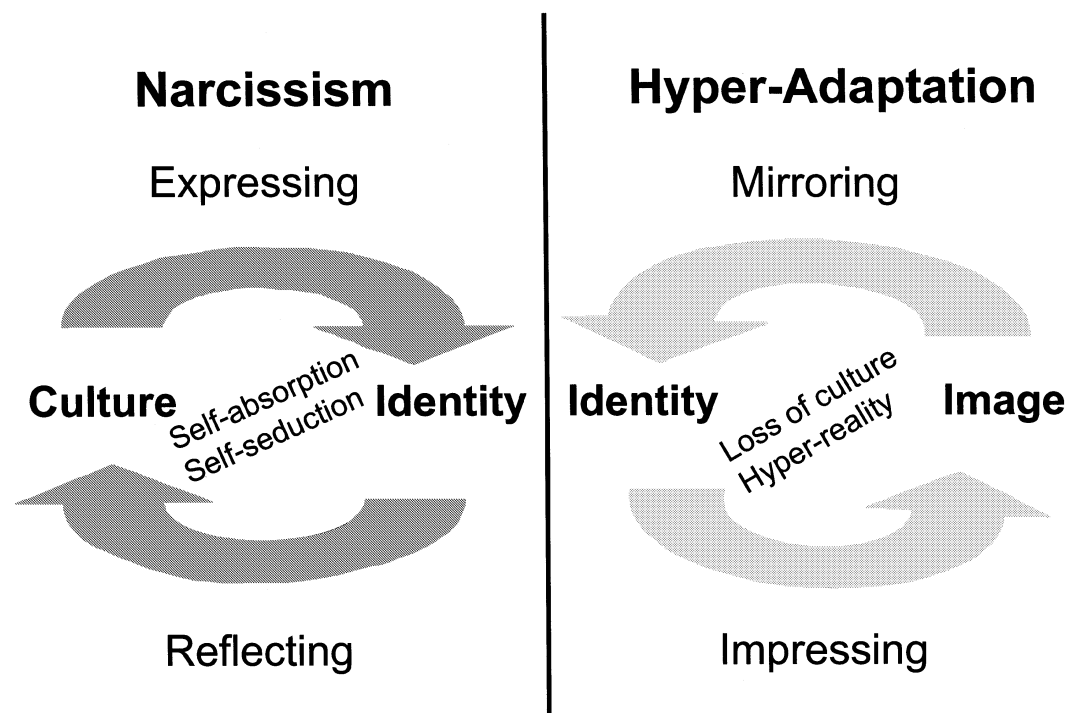 Narcissism
Expressing
Culture
Self-absorption
Self-seduction
Identity
Reflecting
Hyper-Adaptation
Mirroring
Identity
Loss of culture
Hyper-reality
Image
Impressing